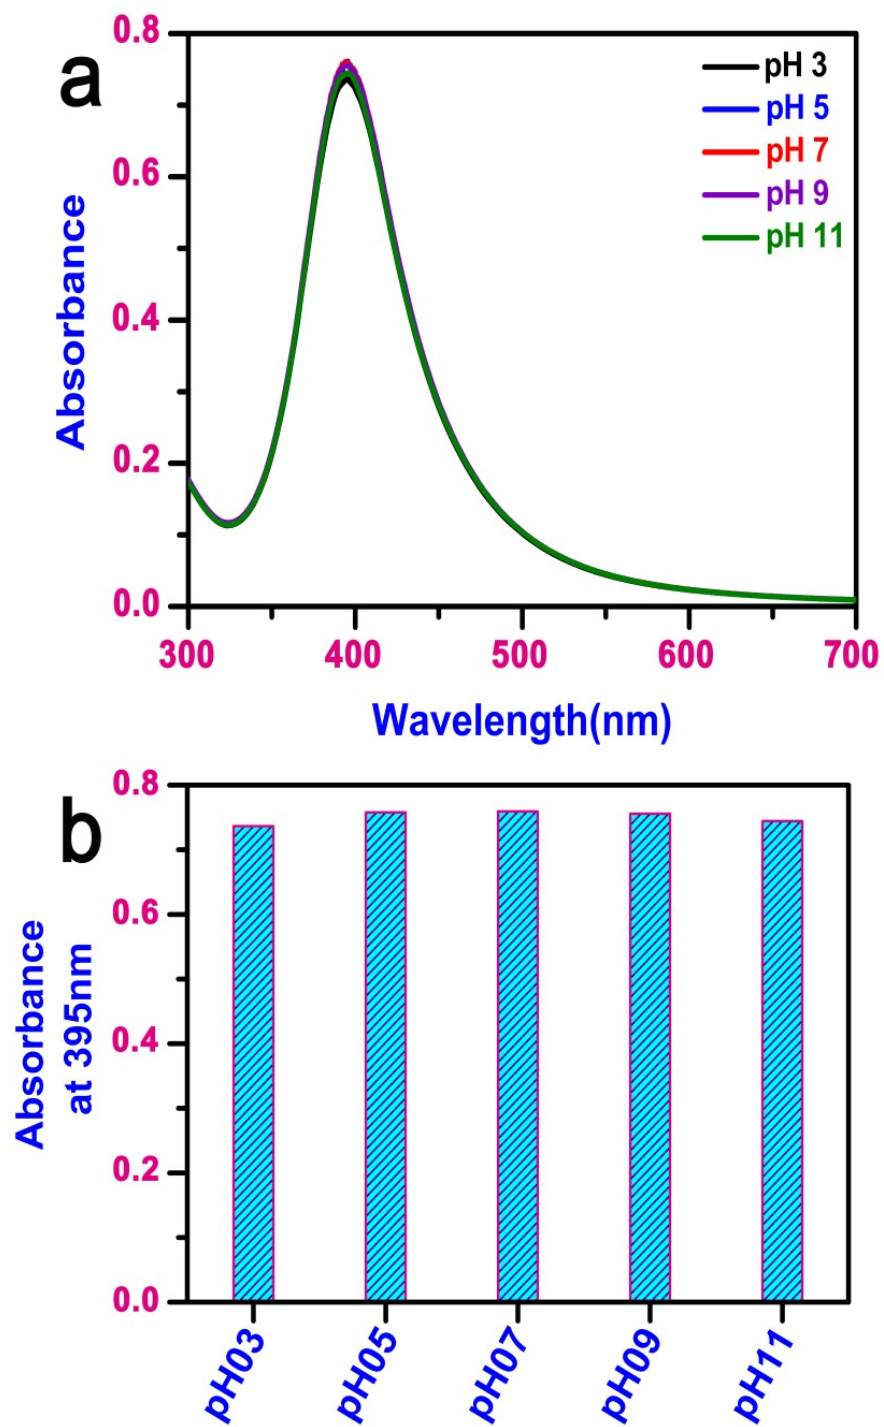 a
0.8
0.6
0.4
0.2
0.0
Absorbance
pH 3
pH 5
pH 7
pH 9
pH 11
300 400 500 600 700
Wavelength(nm)
b
0.8
0.6
0.4
0.2
0.0
Absorbance
at 395nm
pH03 pH05 pH07 pH09 pH11